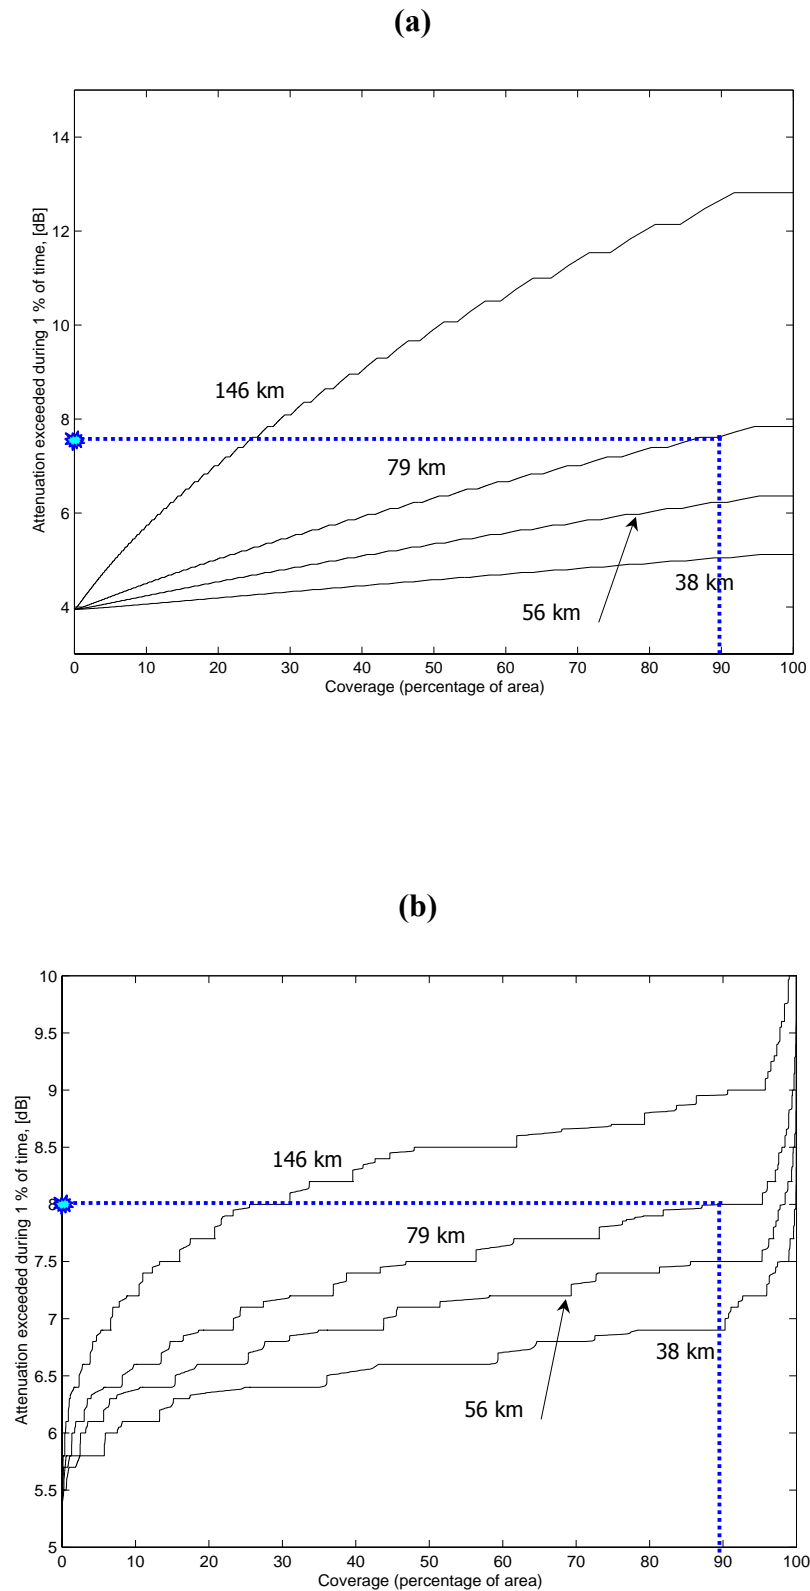 (a)
Attenuation exceeded during 1 % of time, [dB]
14
12
10
8
6
4
146 km
79 km
56 km
38 km
0 10 20 30 40 50 60 70 80 90 100
Coverage (percentage of area)
(b)
Attenuation exceeded during 1 % of time, [dB]
10
9.5
9
8.5
8
7.5
7
6.5
6
5.5
5
146 km
79 km
38 km
56 km
0 10 20 30 40 50 60 70 80 90 100
Coverage (percentage of area)